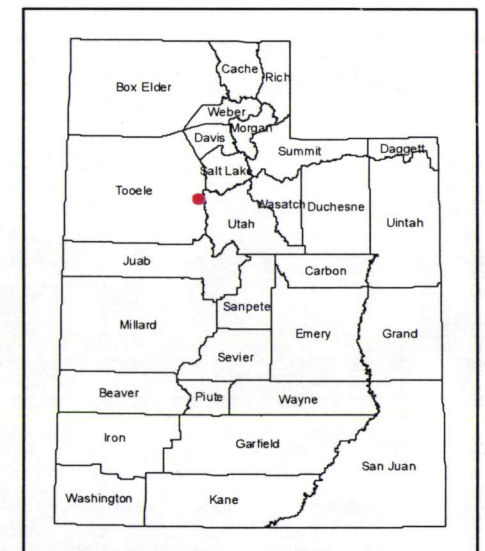 Cache
Rich
Box Elder
Weber
Morgan
Davis
Summit
Daggett
Salt Lake
Tooele
Wasatch
Duchesne
Utah
Uintah
Juab
Carbon
Sanpete
Millard
Emery
Grand
Sevier
Beaver
Piute
Wayne
Iron
Garfield
San Juan
Washington
Kane